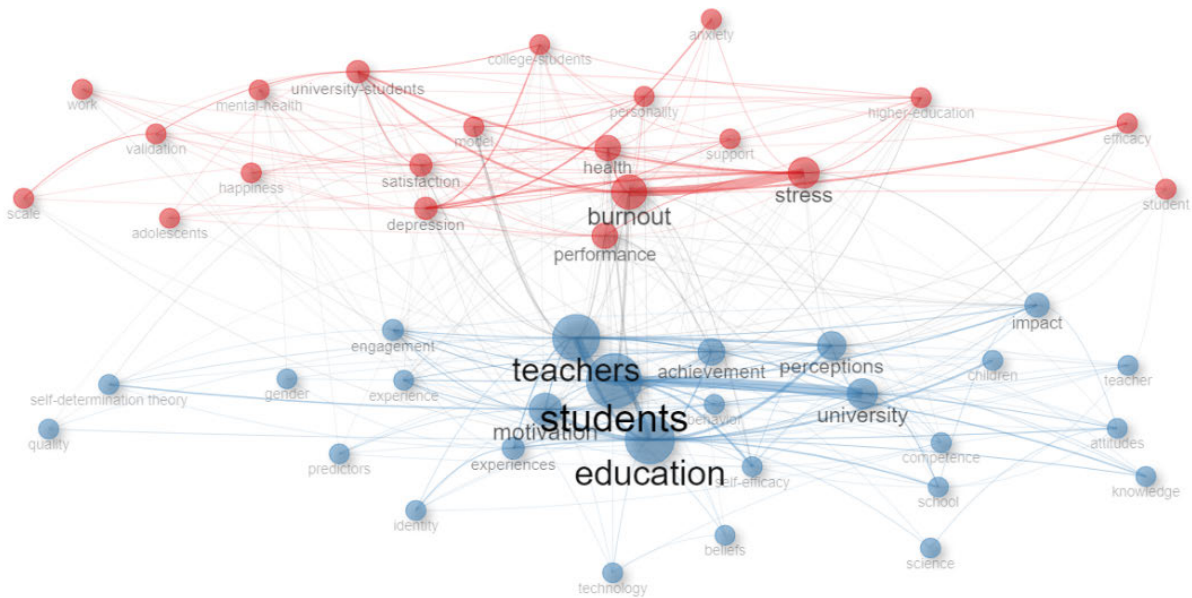 anxiety
college-students
university-students
work
mental-health
personality
higher-education
model
efficacy
validation
support
health
satisfaction
happiness
stress
scale
student
burnout
depression
adolescents
performance
impact
engagement
teachers
achievement
perceptions
children
teacher
self-determination theory
gender
experience
behavior
university
students
motivation
quality
attitudes
predictors
experiences
competence
education
self-efficacy
knowledge
school
identity
beliefs
science
technology